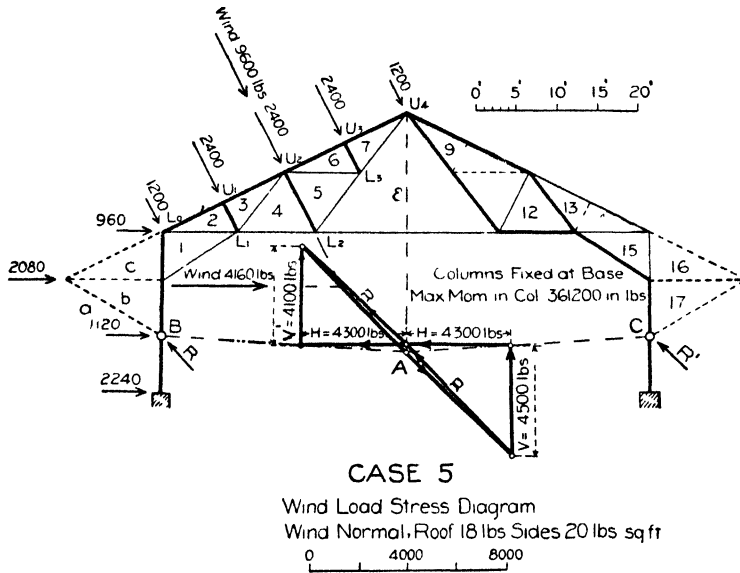 Wind 9600 lbs
1200
2400
2400
2400
1200
U4
U3
U2
U1
L0
L1
L2
L3
0' 5' 10' 20'
960
2080
1120
2240
1 2 3 4 5 6 7 9 12 13 15 16 17
a b c
ε
Wind 4160 lbs
Columns Fixed at Base
Max Mom in Col 361200 in lbs
V = 4100 lbs
H = 4300 lbs
H = 4300 lbs
V = 4500 lbs
R
R
R
R'
A
B
C
CASE 5
Wind Load Stress Diagram
Wind Normal, Roof 18 lbs Sides 20 lbs sq ft
0 4000 8000